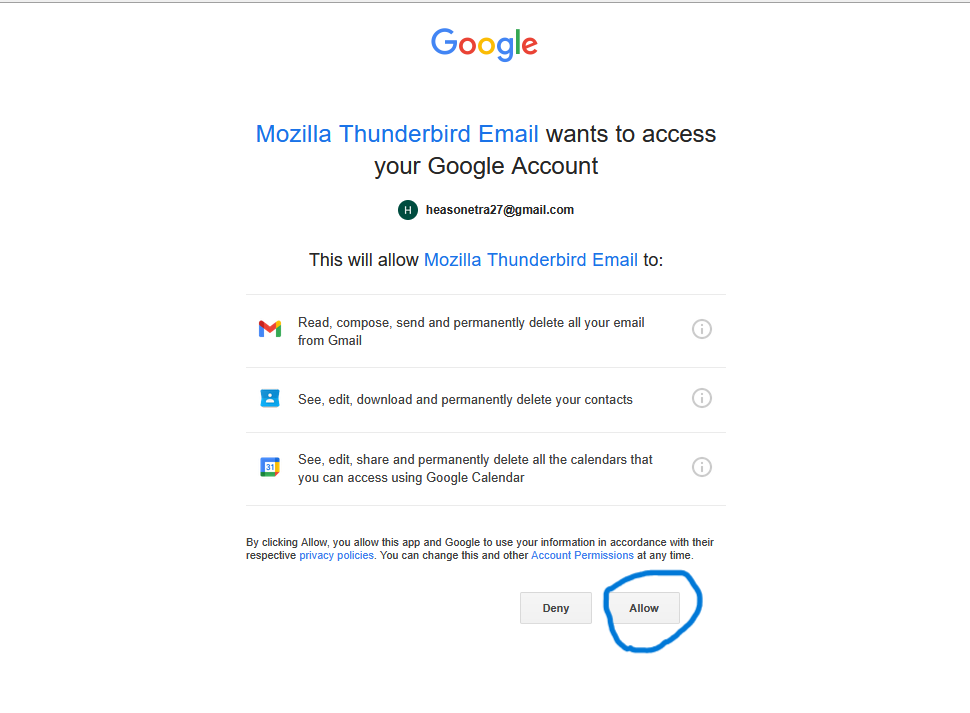 Google
Mozilla Thunderbird Email wants to access
your Google Account
H heasonetra27@gmail.com
This will allow Mozilla Thunderbird Email to:
Read, compose, send and permanently delete all your email
from Gmail
See, edit, download and permanently delete your contacts
31
See, edit, share and permanently delete all the calendars that
you can access using Google Calendar
By clicking Allow, you allow this app and Google to use your information in accordance with their
respective privacy policies. You can change this and other Account Permissions at any time.
Deny Allow